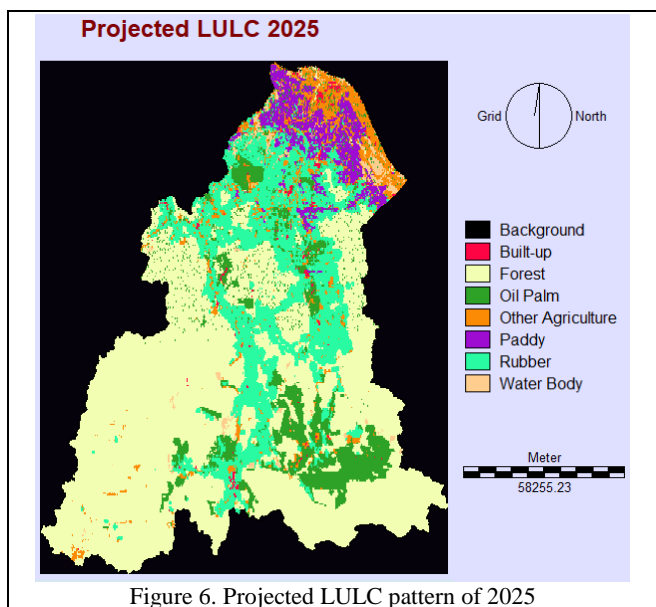 Projected LULC 2025
Grid
North
Background
Built-up
Forest
Oil Palm
Other Agriculture
Paddy
Rubber
Water Body
Meter
58255.23
Figure 6. Projected LULC pattern of 2025